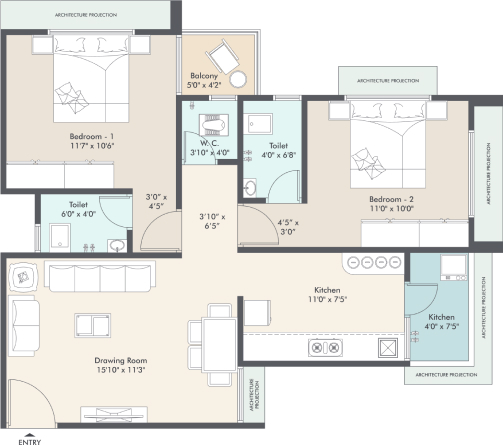 ARCHITECTURE PROJECTION
Balcony
5'0" x 4'2"
ARCHITECTURE PROJECTION
Bedroom - 1
11'7" x 10'6"
W. C.
3'10" x 4'0"
Toilet
4'0" x 6'8"
ARCHITECTURE PROJECTION
Toilet
6'0" x 4'0"
3'0" x
4'5"
Bedroom - 2
11'0" x 10'0"
3'10" x
6'5"
4'5" x
3'0"
Kitchen
11'0" x 7'5"
Kitchen
4'0" x 7'5"
ARCHITECTURE PROJECTION
Drawing Room
15'10" x 11'3"
ARCHITECTURE
PROJECTION
ARCHITECTURE PROJECTION
ENTRY